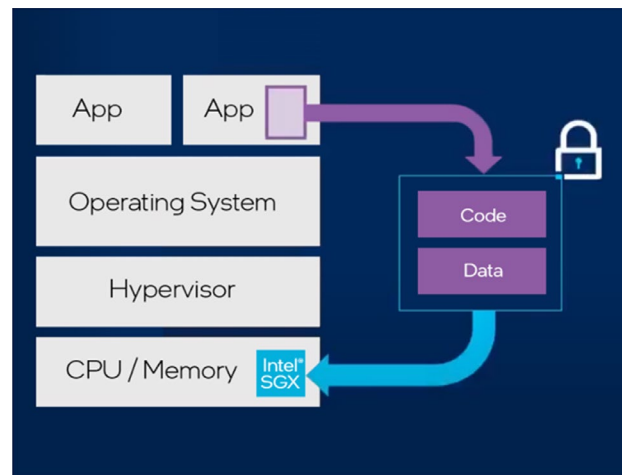 App
App
Operating System
Hypervisor
CPU / Memory
Intel®
SGX
Code
Data